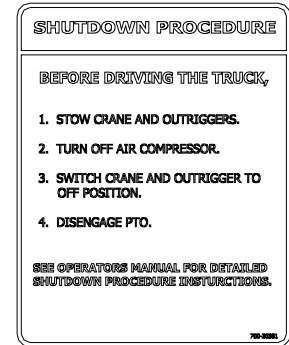 SHUTDOWN PROCEDURE
BEFORE DRIVING THE TRUCK,
1. STOW CRANE AND OUTRIGGERS.
2. TURN OFF AIR COMPRESSOR.
3. SWITCH CRANE AND OUTRIGGER TO
OFF POSITION.
4. DISENGAGE PTO.
SEE OPERATORS MANUAL FOR DETAILED
SHUTDOWN PROCEDURE INSTURCTIONS.